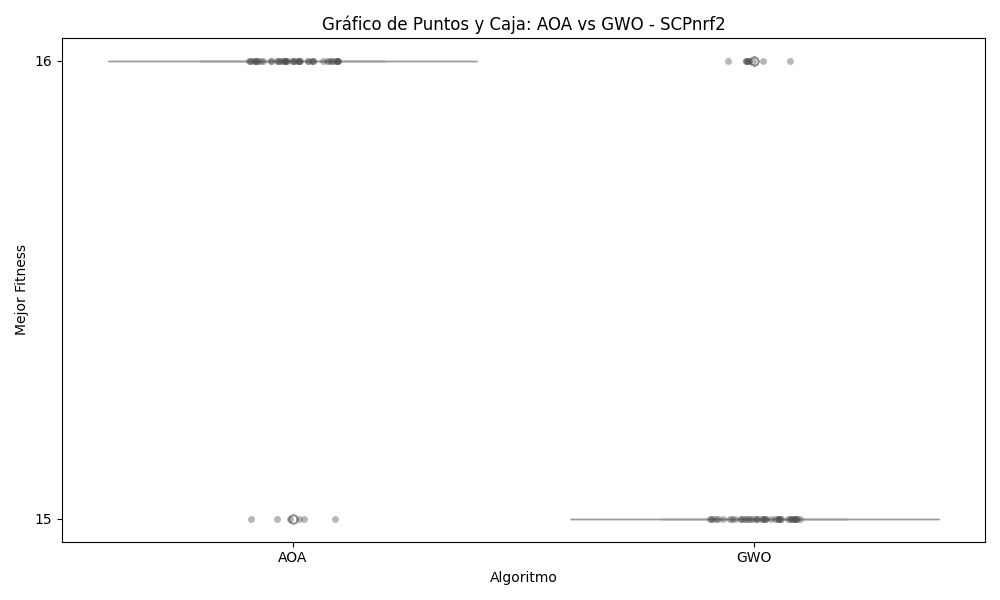 Gráfico de Puntos y Caja: AOA vs GWO - SCPnrf2
16
15
Mejor Fitness
AOA
GWO
Algoritmo